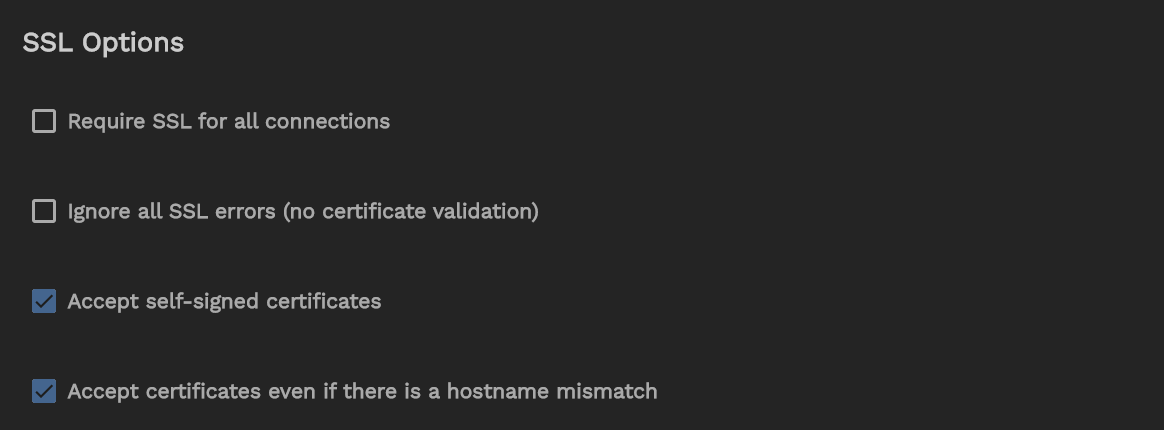 SSL Options
Require SSL for all connections
Ignore all SSL errors (no certificate validation)
Accept self-signed certificates
Accept certificates even if there is a hostname mismatch